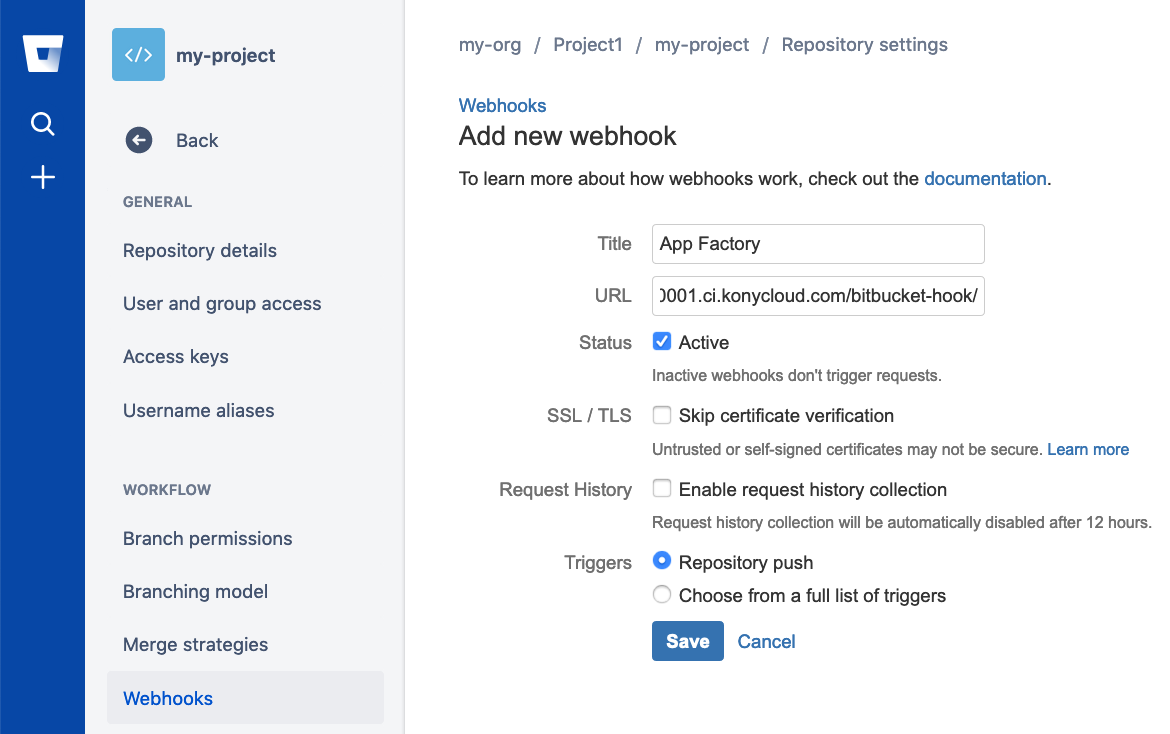 </> my-project
Back
GENERAL
Repository details
User and group access
Access keys
Username aliases
WORKFLOW
Branch permissions
Branching model
Merge strategies
Webhooks
my-org / Project1 / my-project / Repository settings
Webhooks
Add new webhook
To learn more about how webhooks work, check out the documentation.
Title App Factory
URL 0001.ci.konycloud.com/bitbucket-hook/
Status Active
Inactive webhooks don't trigger requests.
SSL / TLS Skip certificate verification
Untrusted or self-signed certificates may not be secure. Learn more
Request History Enable request history collection
Request history collection will be automatically disabled after 12 hours.
Triggers Repository push
Choose from a full list of triggers
Save Cancel